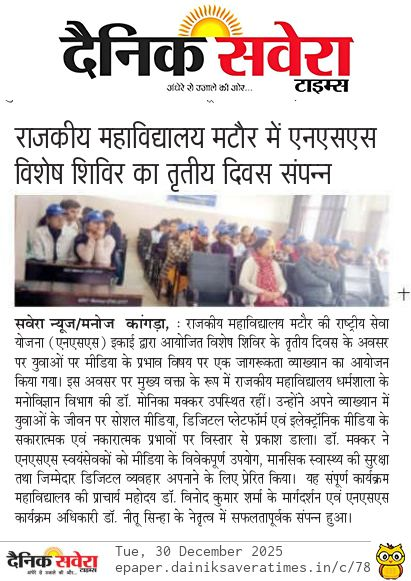 दैनिक सवेरा
अंधेरे से उजाले की ओर...
टाइम्स
राजकीय महाविद्यालय मटौर में एनएसएस
विशेष शिविर का तृतीय दिवस संपन्न
सवेरा न्यूज/मनोज कांगड़ा, : राजकीय महाविद्यालय मटौर की राष्ट्रीय सेवा
योजना (एनएसएस) इकाई द्वारा आयोजित विशेष शिविर के तृतीय दिवस के अवसर
पर युवाओं पर मीडिया के प्रभाव विषय पर एक जागरूकता व्याख्यान का आयोजन
किया गया। इस अवसर पर मुख्य वक्ता के रूप में राजकीय महाविद्यालय धर्मशाला के
मनोविज्ञान विभाग की डॉ. मोनिका मक्कर उपस्थित रहीं। उन्होंने अपने व्याख्यान में
युवाओं के जीवन पर सोशल मीडिया, डिजिटल प्लेटफॉर्म एवं इलेक्ट्रॉनिक मीडिया के
सकारात्मक एवं नकारात्मक प्रभावों पर विस्तार से प्रकाश डाला। डॉ. मक्कर ने
एनएसएस स्वयंसेवकों को मीडिया के विवेकपूर्ण उपयोग, मानसिक स्वास्थ्य की सुरक्षा
तथा जिम्मेदार डिजिटल व्यवहार अपनाने के लिए प्रेरित किया। यह संपूर्ण कार्यक्रम
महाविद्यालय की प्राचार्य महोदय डॉ. विनोद कुमार शर्मा के मार्गदर्शन एवं एनएसएस
कार्यक्रम अधिकारी डॉ. नीतू सिन्हा के नेतृत्व में सफलतापूर्वक संपन्न हुआ।
दैनिक सवेरा
अंधेरे से उजाले की ओर...
टाइम्स
Tue, 30 December 2025
epaper.dainiksaveratimes.in/c/78